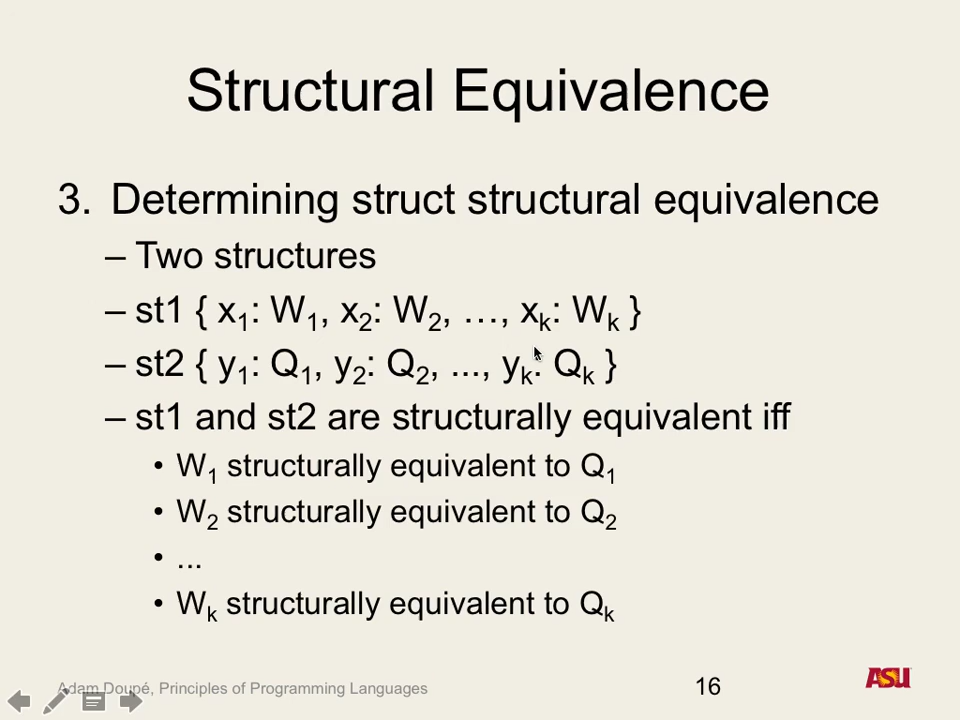 Structural Equivalence
3. Determining struct structural equivalence
– Two structures
– st1 { x1: W1, x2: W2, …, xk: Wk }
– st2 { y1: Q1, y2: Q2, ..., yk: Qk }
– st1 and st2 are structurally equivalent iff
• W1 structurally equivalent to Q1
• W2 structurally equivalent to Q2
• ...
• Wk structurally equivalent to Qk
Adam Doupé, Principles of Programming Languages
16
ASU